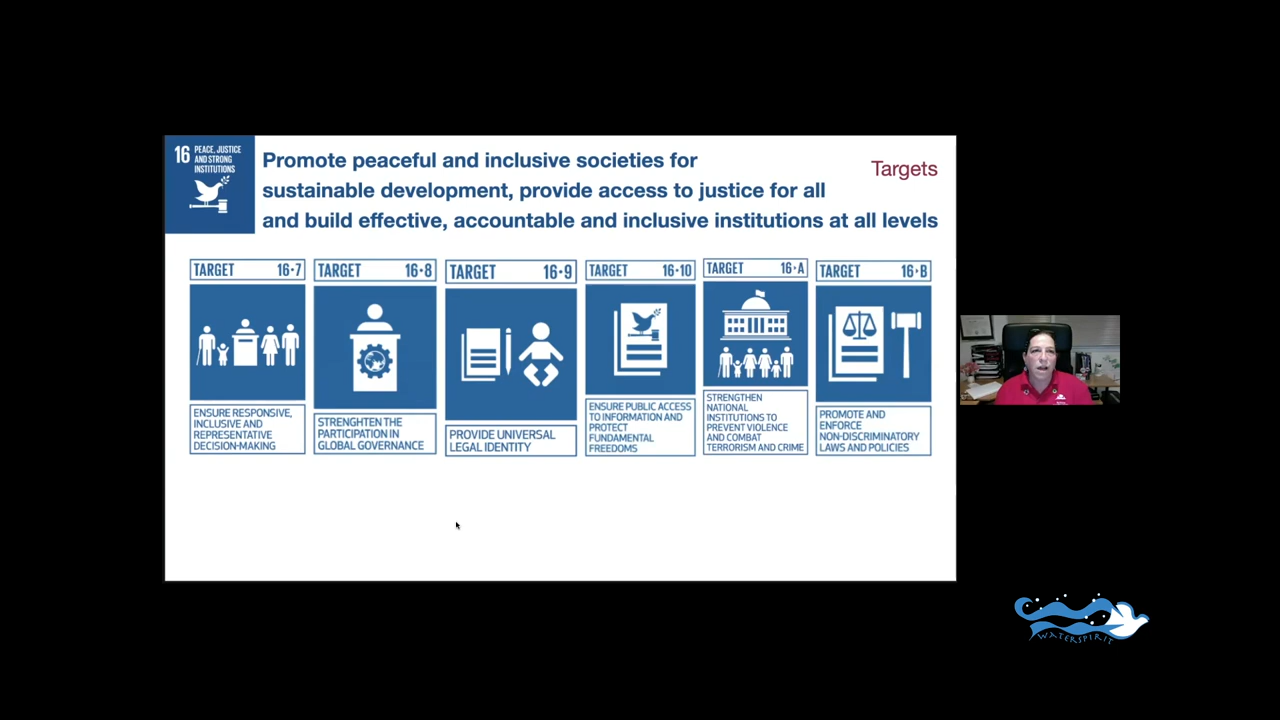 16 PEACE, JUSTICE
AND STRONG
INSTITUTIONS
Promote peaceful and inclusive societies for
sustainable development, provide access to justice for all
and build effective, accountable and inclusive institutions at all levels
Targets
TARGET 16·7
ENSURE RESPONSIVE,
INCLUSIVE AND
REPRESENTATIVE
DECISION-MAKING
TARGET 16·8
STRENGHTEN THE
PARTICIPATION IN
GLOBAL GOVERNANCE
TARGET 16·9
PROVIDE UNIVERSAL
LEGAL IDENTITY
TARGET 16·10
ENSURE PUBLIC ACCESS
TO INFORMATION AND
PROTECT
FUNDAMENTAL
FREEDOMS
TARGET 16·A
STRENGTHEN
NATIONAL
INSTITUTIONS TO
PREVENT VIOLENCE
AND COMBAT
TERRORISM AND CRIME
TARGET 16·B
PROMOTE AND
ENFORCE
NON-DISCRIMINATORY
LAWS AND POLICIES
WATERSPIRIT